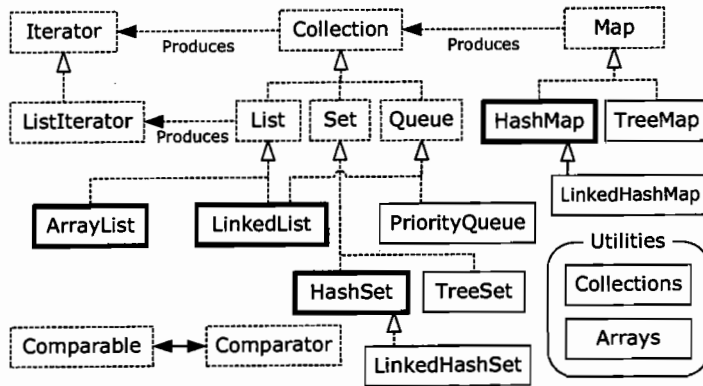 Iterator
Produces
Collection
Produces
Map
ListIterator
Produces
List
Set
Queue
HashMap
TreeMap
ArrayList
LinkedList
PriorityQueue
LinkedHashMap
Utilities
HashSet
TreeSet
Collections
Comparable
Comparator
Arrays
LinkedHashSet